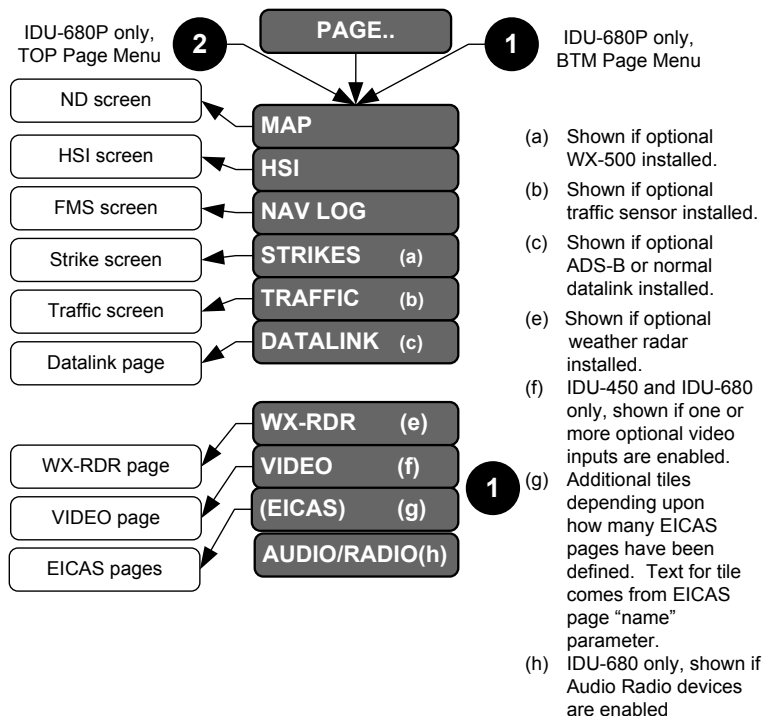 IDU-680P only,
TOP Page Menu
2
PAGE..
1
IDU-680P only,
BTM Page Menu
ND screen
HSI screen
FMS screen
Strike screen
Traffic screen
Datalink page
MAP
HSI
NAV LOG
STRIKES (a)
TRAFFIC (b)
DATALINK (c)
WX-RDR page
VIDEO page
EICAS pages
WX-RDR (e)
VIDEO (f)
(EICAS) (g)
AUDIO/RADIO(h)
1
(a) Shown if optional
WX-500 installed.
(b) Shown if optional
traffic sensor installed.
(c) Shown if optional
ADS-B or normal
datalink installed.
(e) Shown if optional
weather radar
installed.
(f) IDU-450 and IDU-680
only, shown if one or
more optional video
inputs are enabled.
(g) Additional tiles
depending upon
how many EICAS
pages have been
defined. Text for tile
comes from EICAS
page “name”
parameter.
(h) IDU-680 only, shown if
Audio Radio devices
are enabled